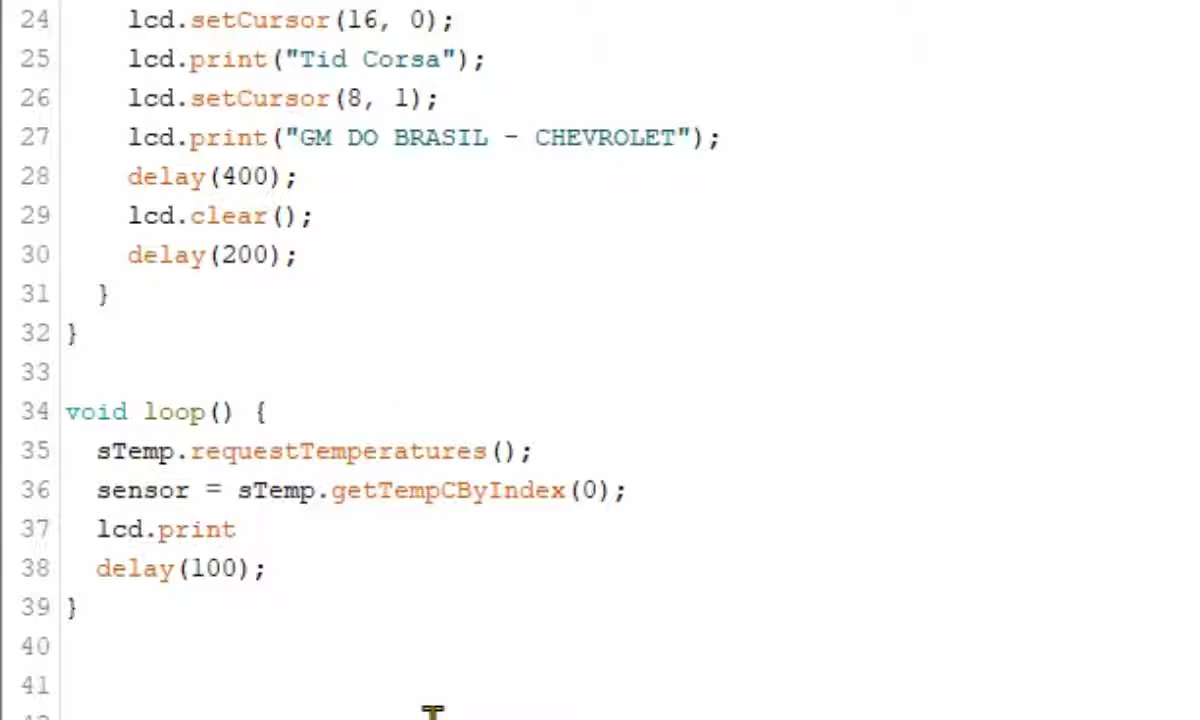 24 lcd.setCursor(16, 0);
25 lcd.print("Tid Corsa");
26 lcd.setCursor(8, 1);
27 lcd.print("GM DO BRASIL - CHEVROLET");
28 delay(400);
29 lcd.clear();
30 delay(200);
31 }
32 }
33
34 void loop() {
35 sTemp.requestTemperatures();
36 sensor = sTemp.getTempCByIndex(0);
37 lcd.print
38 delay(100);
39 }
40
41